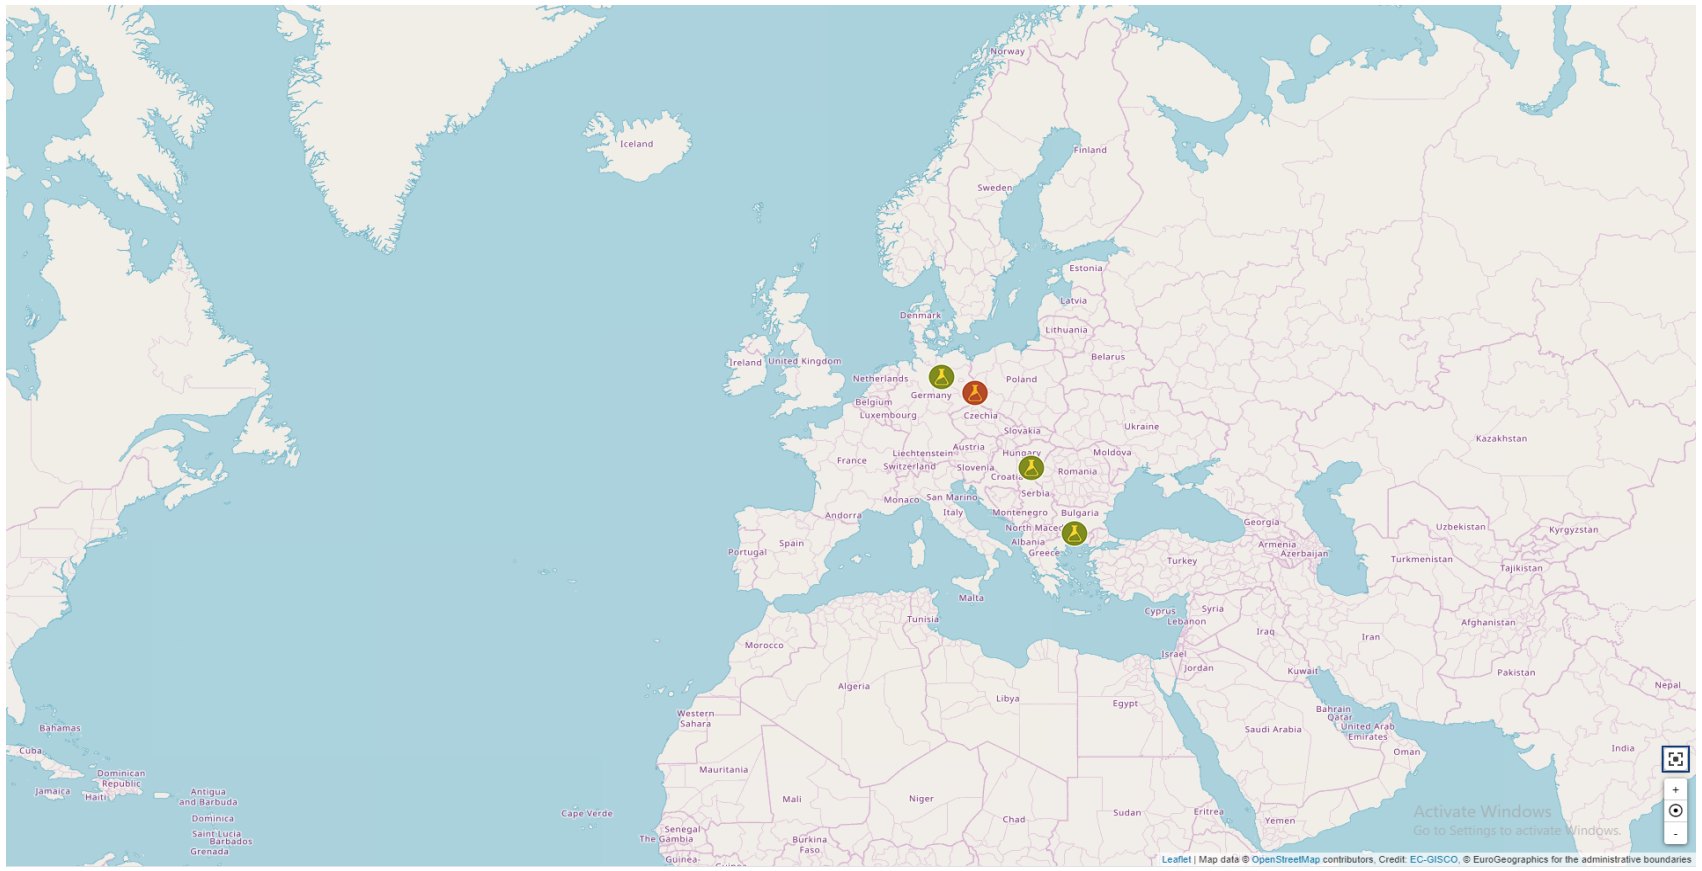 Norway
Iceland
Finland
Sweden
Estonia
Latvia
Denmark
Lithuania
Belarus
Ireland
United Kingdom
Netherlands
Poland
Germany
Belgium
Luxembourg
Czechia
Ukraine
Slovakia
Kazakhstan
Austria
Liechtenstein
Hungary
Moldova
France
Switzerland
Slovenia
Romania
Croatia
Serbia
Monaco
San Marino
Andorra
Italy
Montenegro
Bulgaria
Georgia
Uzbekistan
Kyrgyzstan
North Maced
Spain
Albania
Armenia
Portugal
Greece
Azerbaijan
Turkey
Turkmenistan
Tajikistan
Malta
Cyprus
Syria
Tunisia
Lebanon
Afghanistan
Iraq
Iran
Morocco
Israel
Jordan
Kuwait
Pakistan
Algeria
Nepal
Libya
Egypt
Western
Sahara
Bahrain
Qatar
Bahamas
Saudi Arabia
United Arab
Emirates
Cuba
Oman
India
Mauritania
Dominican
Republic
Jamaica
Haiti
Antigua
and Barbuda
Mali
Niger
Dominica
Cape Verde
Chad
Sudan
Eritrea
Yemen
Senegal
Saint Lucia
The Gambia
Barbados
Burkina
Faso
Grenada
Guinea-
+
-
Activate Windows
Go to Settings to activate Windows.
Leaflet | Map data © OpenStreetMap contributors, Credit: EC-GISCO, © EuroGeographics for the administrative boundaries